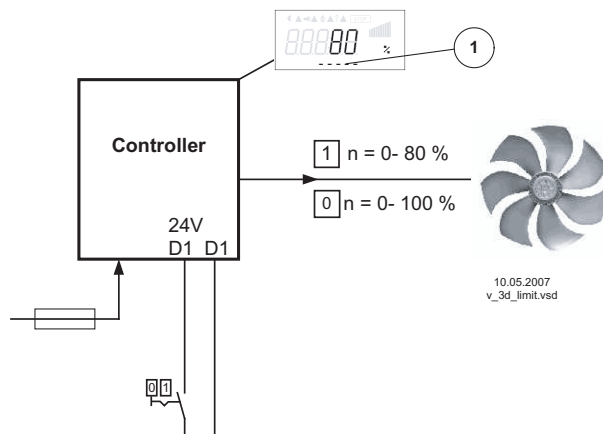 STOP
80
%
1
Controller
1 n = 0- 80 %
0 n = 0- 100 %
24V
D1 D1
10.05.2007
v_3d_limit.vsd
0 1